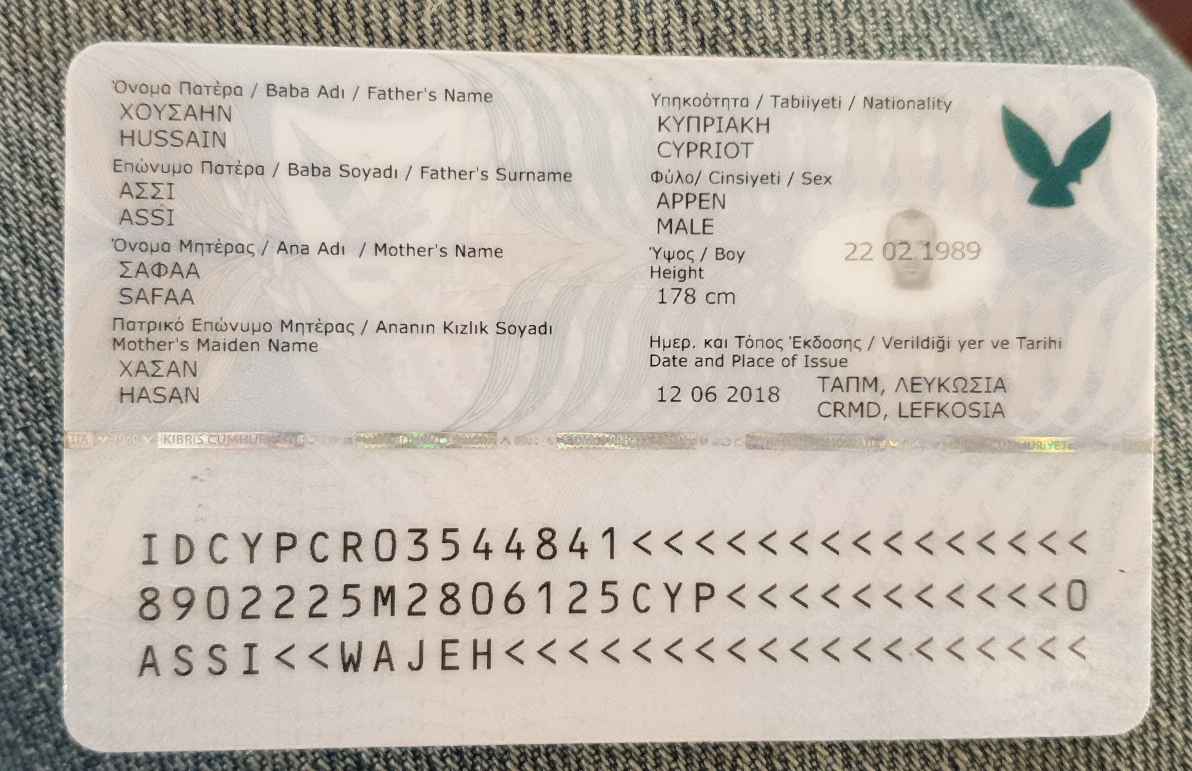 Όνομα Πατέρα / Baba Adı / Father's Name
ΧΟΥΣΑΗΝ
HUSSAIN
Επώνυμο Πατέρα / Baba Soyadı / Father's Surname
ΑΣΣΙ
ASSI
Όνομα Μητέρας / Ana Adı / Mother's Name
ΣΑΦΑΑ
SAFAA
Πατρικό Επώνυμο Μητέρας / Ananın Kızlık Soyadı
Mother's Maiden Name
ΧΑΣΑΝ
HASAN
Υπηκοότητα / Tabiiyeti / Nationality
ΚΥΠΡΙΑΚΗ
CYPRIOT
Φύλο/ Cinsiyeti / Sex
ΑΡΡΕΝ
MALE
Ύψος / Boy
Height
178 cm
22 02 1989
Ημερ. και Τόπος Έκδοσης / Verildiği yer ve Tarihi
Date and Place of Issue
12 06 2018
ΤΑΠΜ, ΛΕΥΚΩΣΙΑ
CRMD, LEFKOSIA
KIBRIS
IDCYPCR03544841<<<<<<<<<<<<<<<
8902225M2806125CYP<<<<<<<<<<<0
ASSI<<WAJEH<<<<<<<<<<<<<<<<<<<